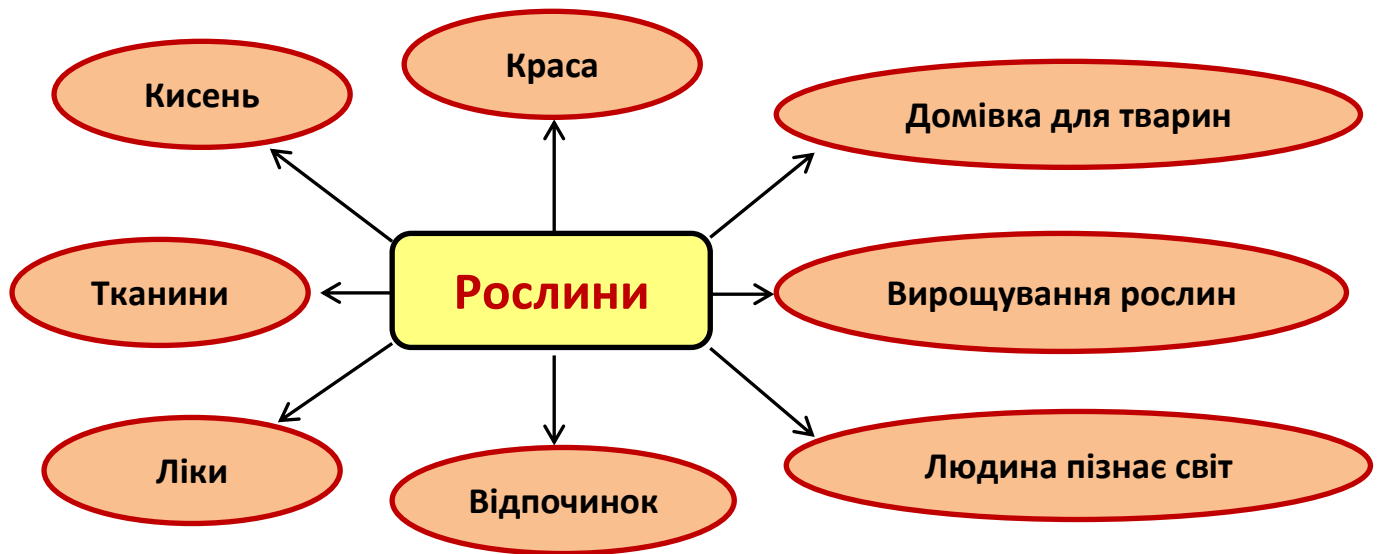 Краса
Кисень
Домівка для тварин
Рослини
Тканини
Вирощування рослин
Ліки
Людина пізнає світ
Відпочинок